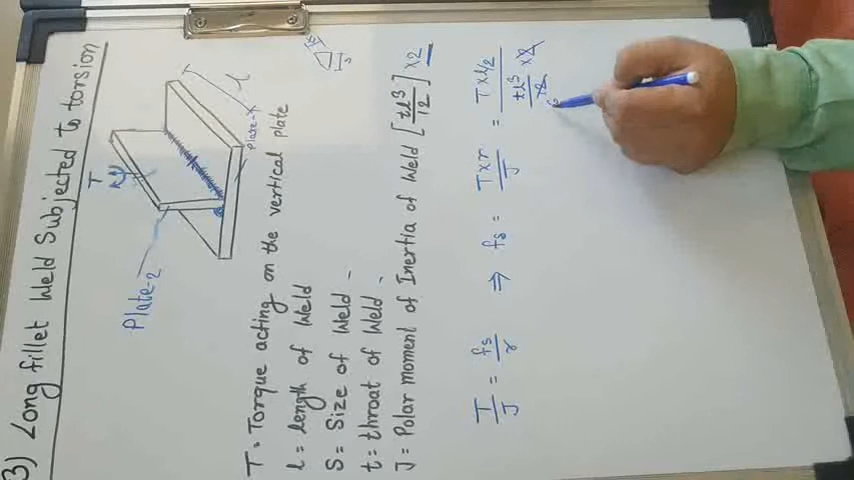 3) Long fillet Weld Subjected to torsion
T
l
Plate-1
Plate-2
t
S
T = Torque acting on the vertical plate
l = length of Weld
S = Size of Weld
t = throat of Weld
J = Polar moment of Inertia of Weld [tl³/12] × 2
T/J = fs/r ⇒ fs = T×r/J = T×l/2 / tl³/12 × 2
6